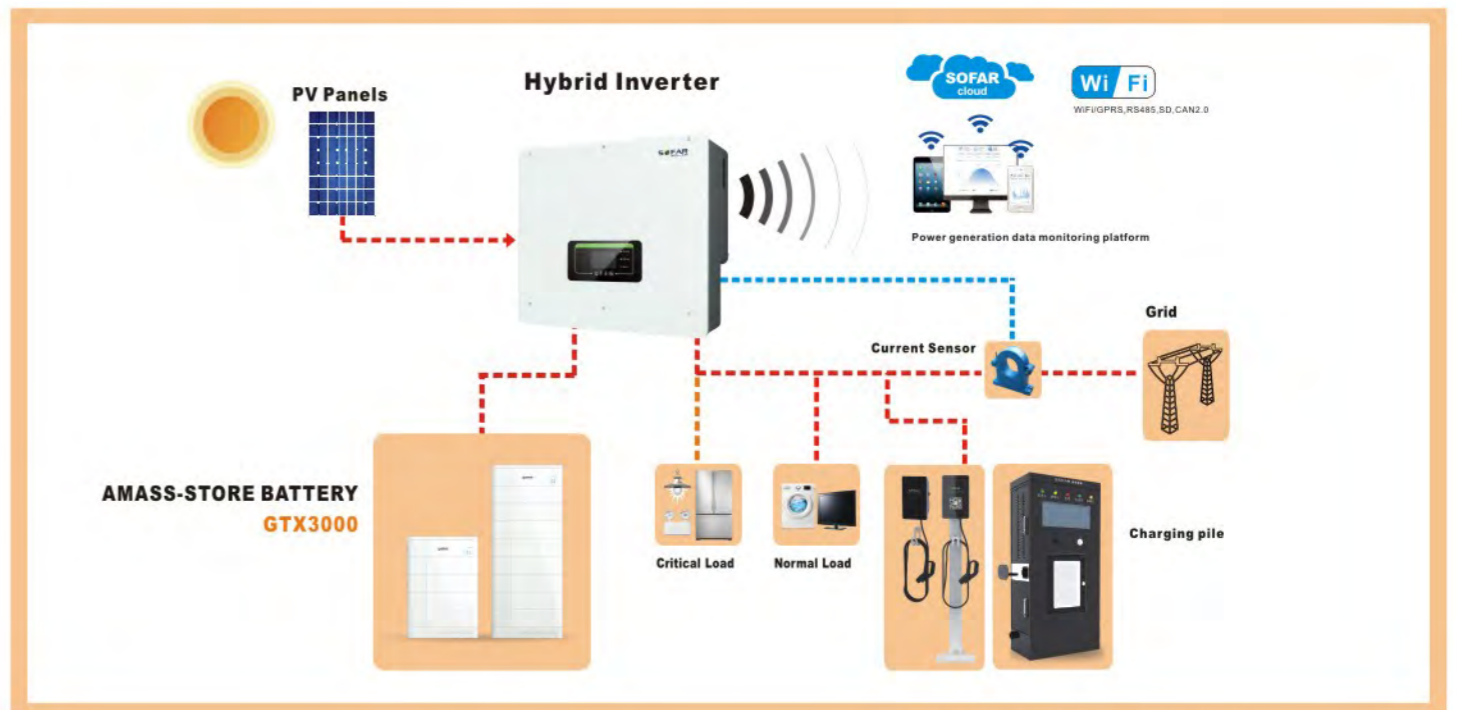 PV Panels
Hybrid Inverter
SOFAR
cloud
Wi Fi
WiFi/GPRS,RS485,SD,CAN2.0
SOFAR
Power generation data monitoring platform
Grid
Current Sensor
AMASS-STORE BATTERY
GTX3000
Critical Load
Normal Load
Charging pile